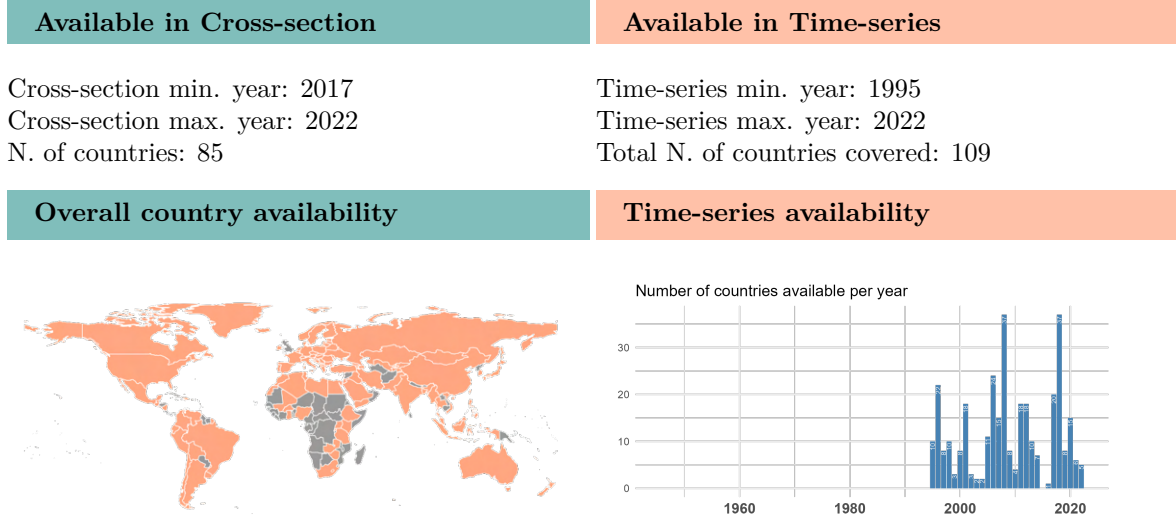 Available in Cross-section
Available in Time-series
Cross-section min. year: 2017
Cross-section max. year: 2022
N. of countries: 85
Time-series min. year: 1995
Time-series max. year: 2022
Total N. of countries covered: 109
Overall country availability
Time-series availability
Number of countries available per year
30
20
10
0
1960 1980 2000 2020